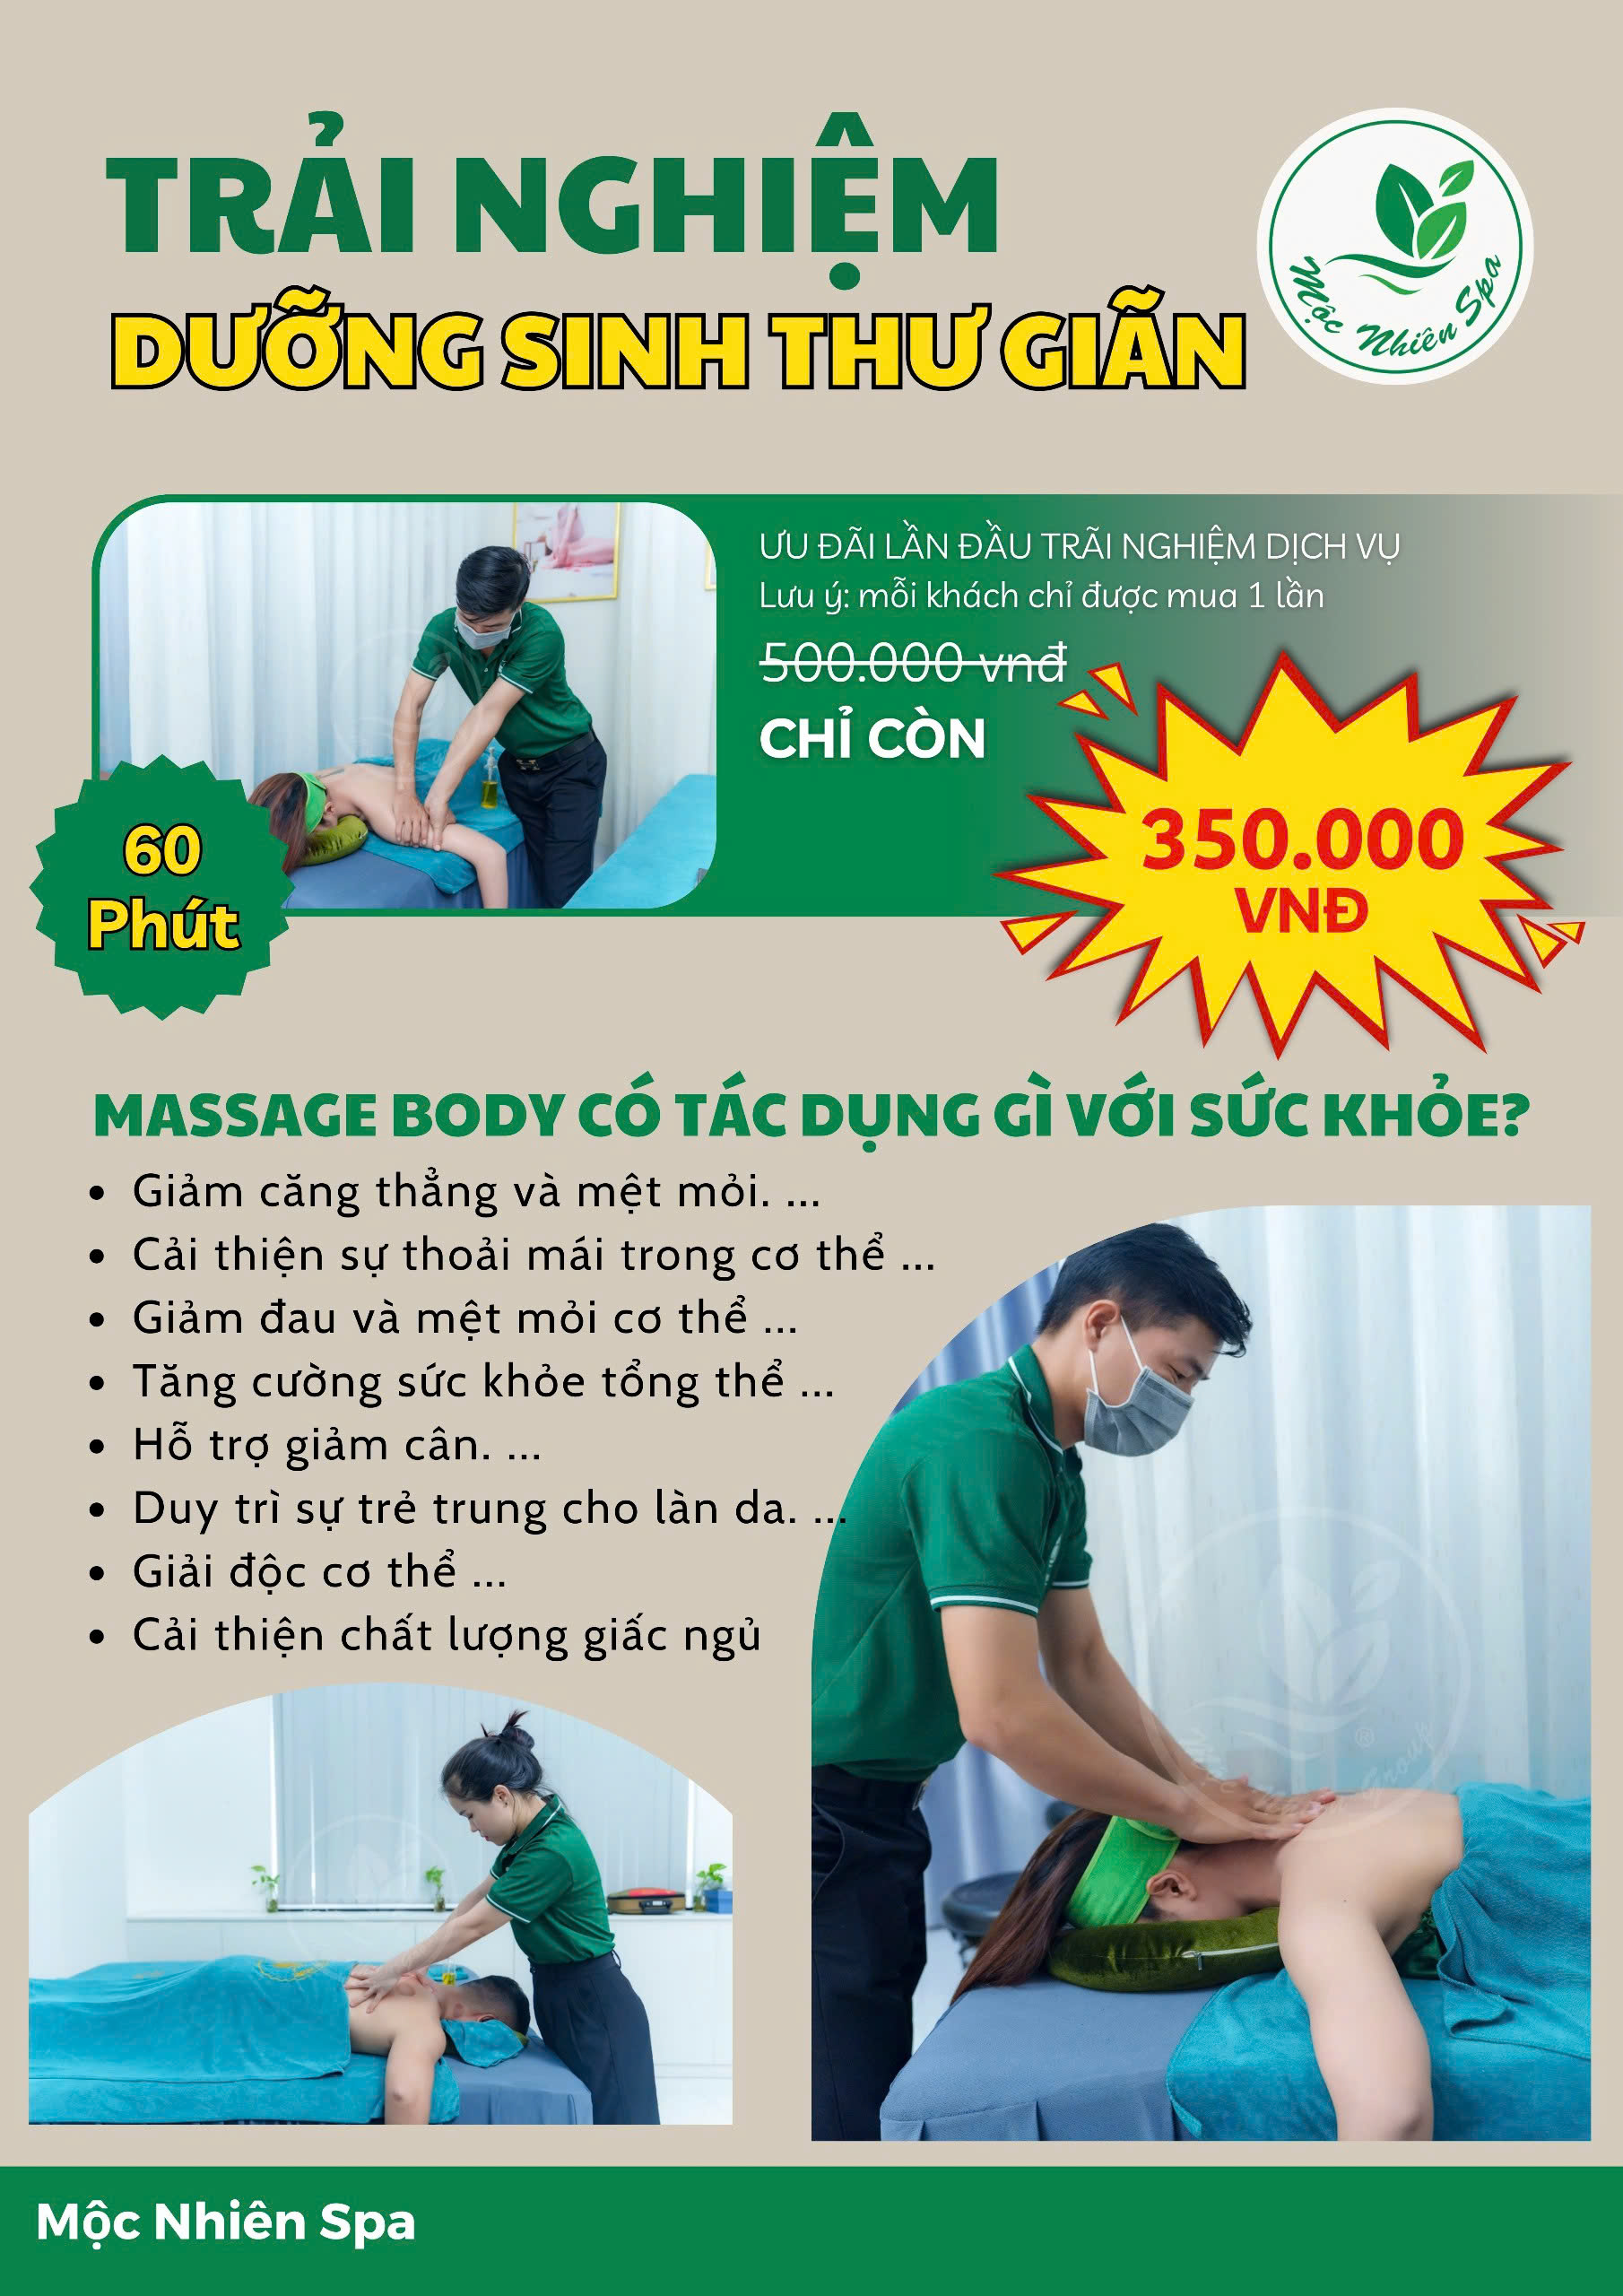 TRẢI NGHIỆM
DƯỠNG SINH THƯ GIÃN
Mộc Nhiên Spa
ƯU ĐÃI LẦN ĐẦU TRÃI NGHIỆM DỊCH VỤ
Lưu ý: mỗi khách chỉ được mua 1 lần
500.000 vnđ
CHỈ CÒN
350.000
VNĐ
60
Phút
MASSAGE BODY CÓ TÁC DỤNG GÌ VỚI SỨC KHỎE?
• Giảm căng thẳng và mệt mỏi. ...
• Cải thiện sự thoải mái trong cơ thể ...
• Giảm đau và mệt mỏi cơ thể ...
• Tăng cường sức khỏe tổng thể ...
• Hỗ trợ giảm cân. ...
• Duy trì sự trẻ trung cho làn da. ...
• Giải độc cơ thể ...
• Cải thiện chất lượng giấc ngủ
Mộc Nhiên Spa